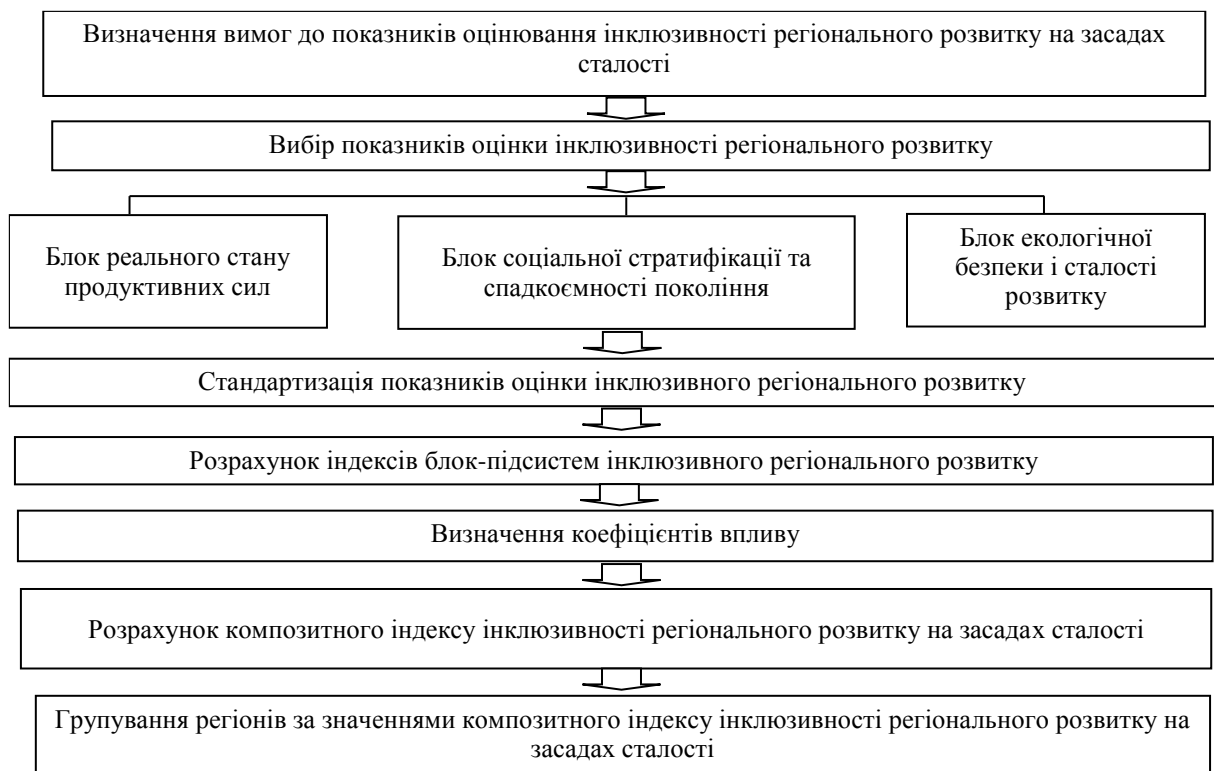 Визначення вимог до показників оцінювання інклюзивності регіонального розвитку на засадах
сталості
Вибір показників оцінки інклюзивності регіонального розвитку
Блок реального стану
продуктивних сил
Блок соціальної стратифікації та
спадкоємності покоління
Блок екологічної
безпеки і сталості
розвитку
Стандартизація показників оцінки інклюзивного регіонального розвитку
Розрахунок індексів блок-підсистем інклюзивного регіонального розвитку
Визначення коефіцієнтів впливу
Розрахунок композитного індексу інклюзивності регіонального розвитку на засадах сталості
Групування регіонів за значеннями композитного індексу інклюзивності регіонального розвитку на
засадах сталості